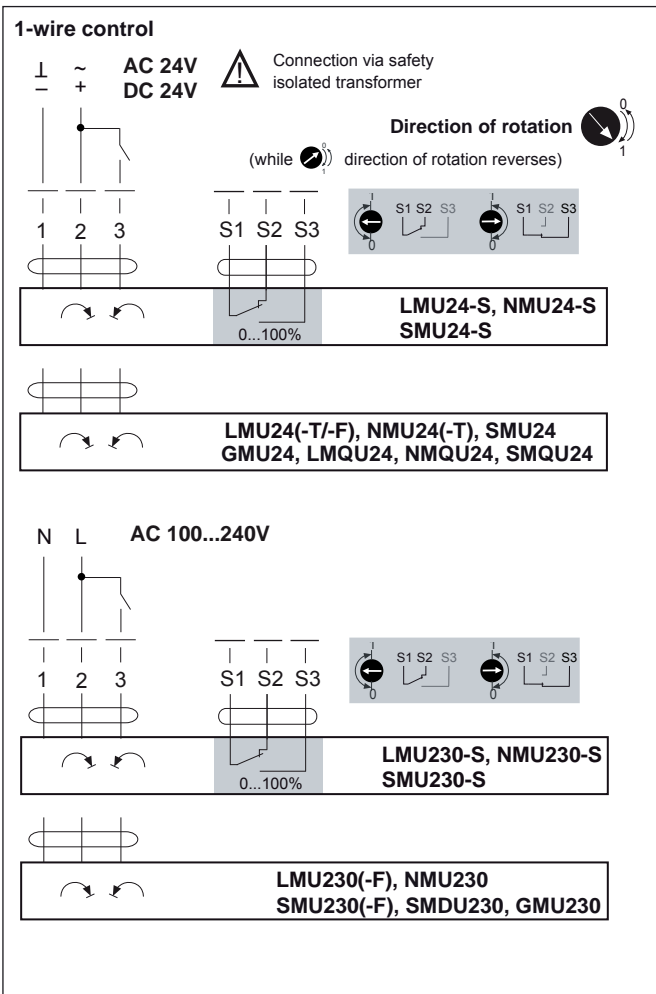 1-wire control
⊥ ~ AC 24V
– + DC 24V
Connection via safety
isolated transformer
Direction of rotation 0
1
(while 0 1 direction of rotation reverses)
1 2 3 S1 S2 S3
1 0 S1 S2 S3 1 0 S1 S2 S3
0...100%
LMU24-S, NMU24-S
SMU24-S
LMU24(-T/-F), NMU24(-T), SMU24
GMU24, LMQU24, NMQU24, SMQU24
N L AC 100...240V
1 2 3 S1 S2 S3
1 0 S1 S2 S3 1 0 S1 S2 S3
0...100%
LMU230-S, NMU230-S
SMU230-S
LMU230(-F), NMU230
SMU230(-F), SMDU230, GMU230